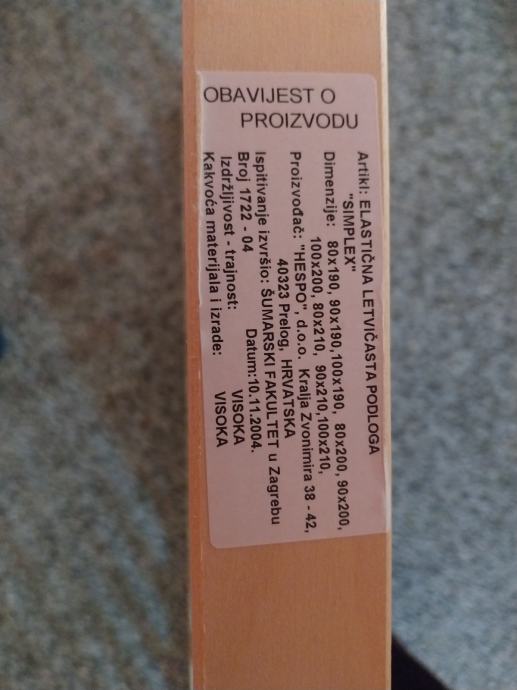 OBAVIJEST O
PROIZVODU
Artikl: ELASTIČNA LETVIČASTA PODLOGA
"SIMPLEX"
Dimenzije: 80x190, 90x190,100x190, 80x200, 90x200,
100x200, 80x210, 90x210,100x210,
Proizvođač: "HESPO", d.o.o. Kralja Zvonimira 38 - 42,
40323 Prelog, HRVATSKA
Ispitivanje izvršio: ŠUMARSKI FAKULTET u Zagrebu
Broj 1722 - 04 Datum:10.11.2004.
Izdržljivost - trajnost: VISOKA
Kakvoća materijala i izrade: VISOKA